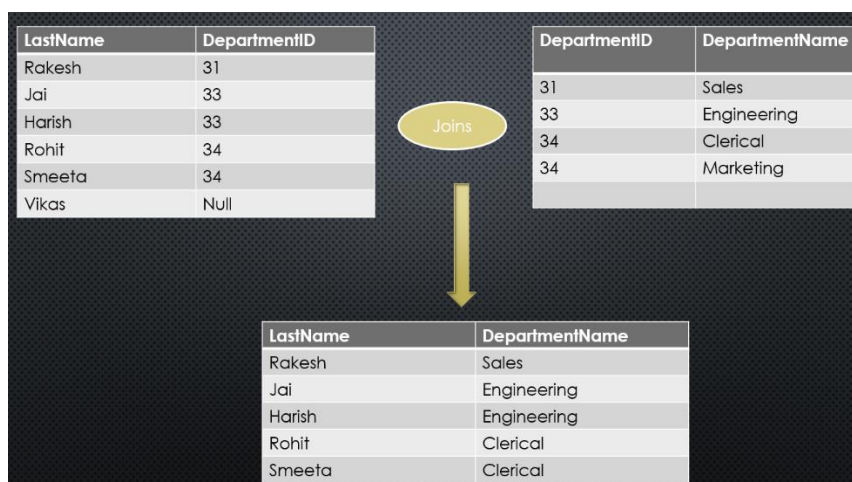 LastName DepartmentID
Rakesh 31
Jai 33
Harish 33
Rohit 34
Smeeta 34
Vikas Null
Joins
DepartmentID DepartmentName
31 Sales
33 Engineering
34 Clerical
34 Marketing
LastName DepartmentName
Rakesh Sales
Jai Engineering
Harish Engineering
Rohit Clerical
Smeeta Clerical